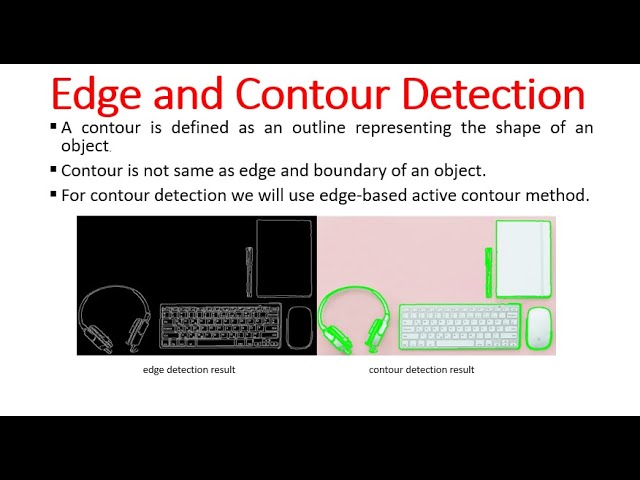 Edge and Contour Detection
▪ A contour is defined as an outline representing the shape of an
object.
▪ Contour is not same as edge and boundary of an object.
▪ For contour detection we will use edge-based active contour method.
edge detection result
contour detection result